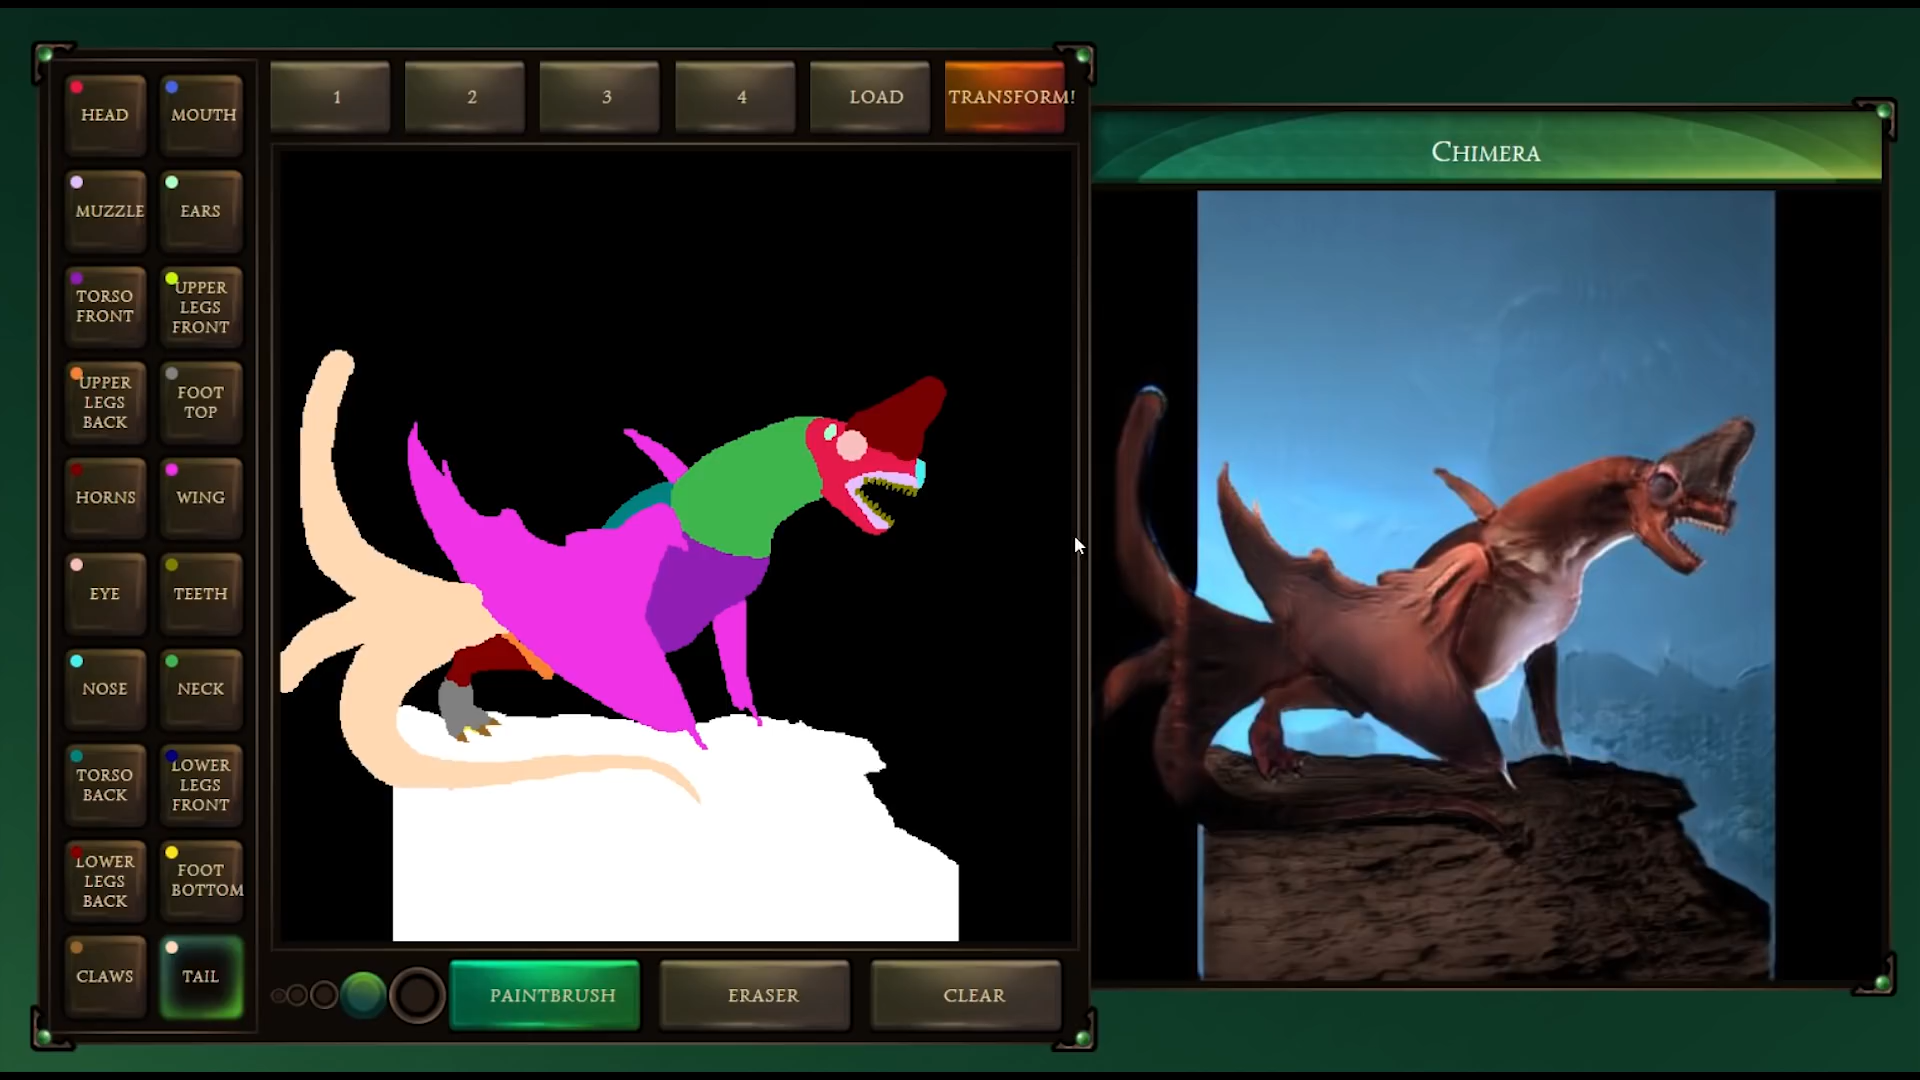 1
2
3
4
LOAD
TRANSFORM!
HEAD
MOUTH
MUZZLE
EARS
TORSO
FRONT
UPPER
LEGS
FRONT
UPPER
LEGS
BACK
FOOT
TOP
HORNS
WING
EYE
TEETH
NOSE
NECK
TORSO
BACK
LOWER
LEGS
FRONT
LOWER
LEGS
BACK
FOOT
BOTTOM
CLAWS
TAIL
PAINTBRUSH
ERASER
CLEAR
CHIMERA